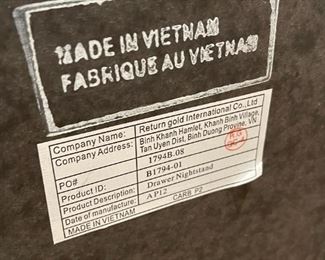 MADE IN VIETNAM
FABRIQUE AU VIETNAM
Company Name: Return gold International Co., Ltd
Company Address: Binh Khanh Hamlet, Khanh Binh Village,
Tan Uyen Dist, Binh Duong Provine, VN
PO# 1794B.08
Product ID: B1794-01
Product Description: Drawer Nightstand
Date of manufacture: AP12
MADE IN VIETNAM CARB P2